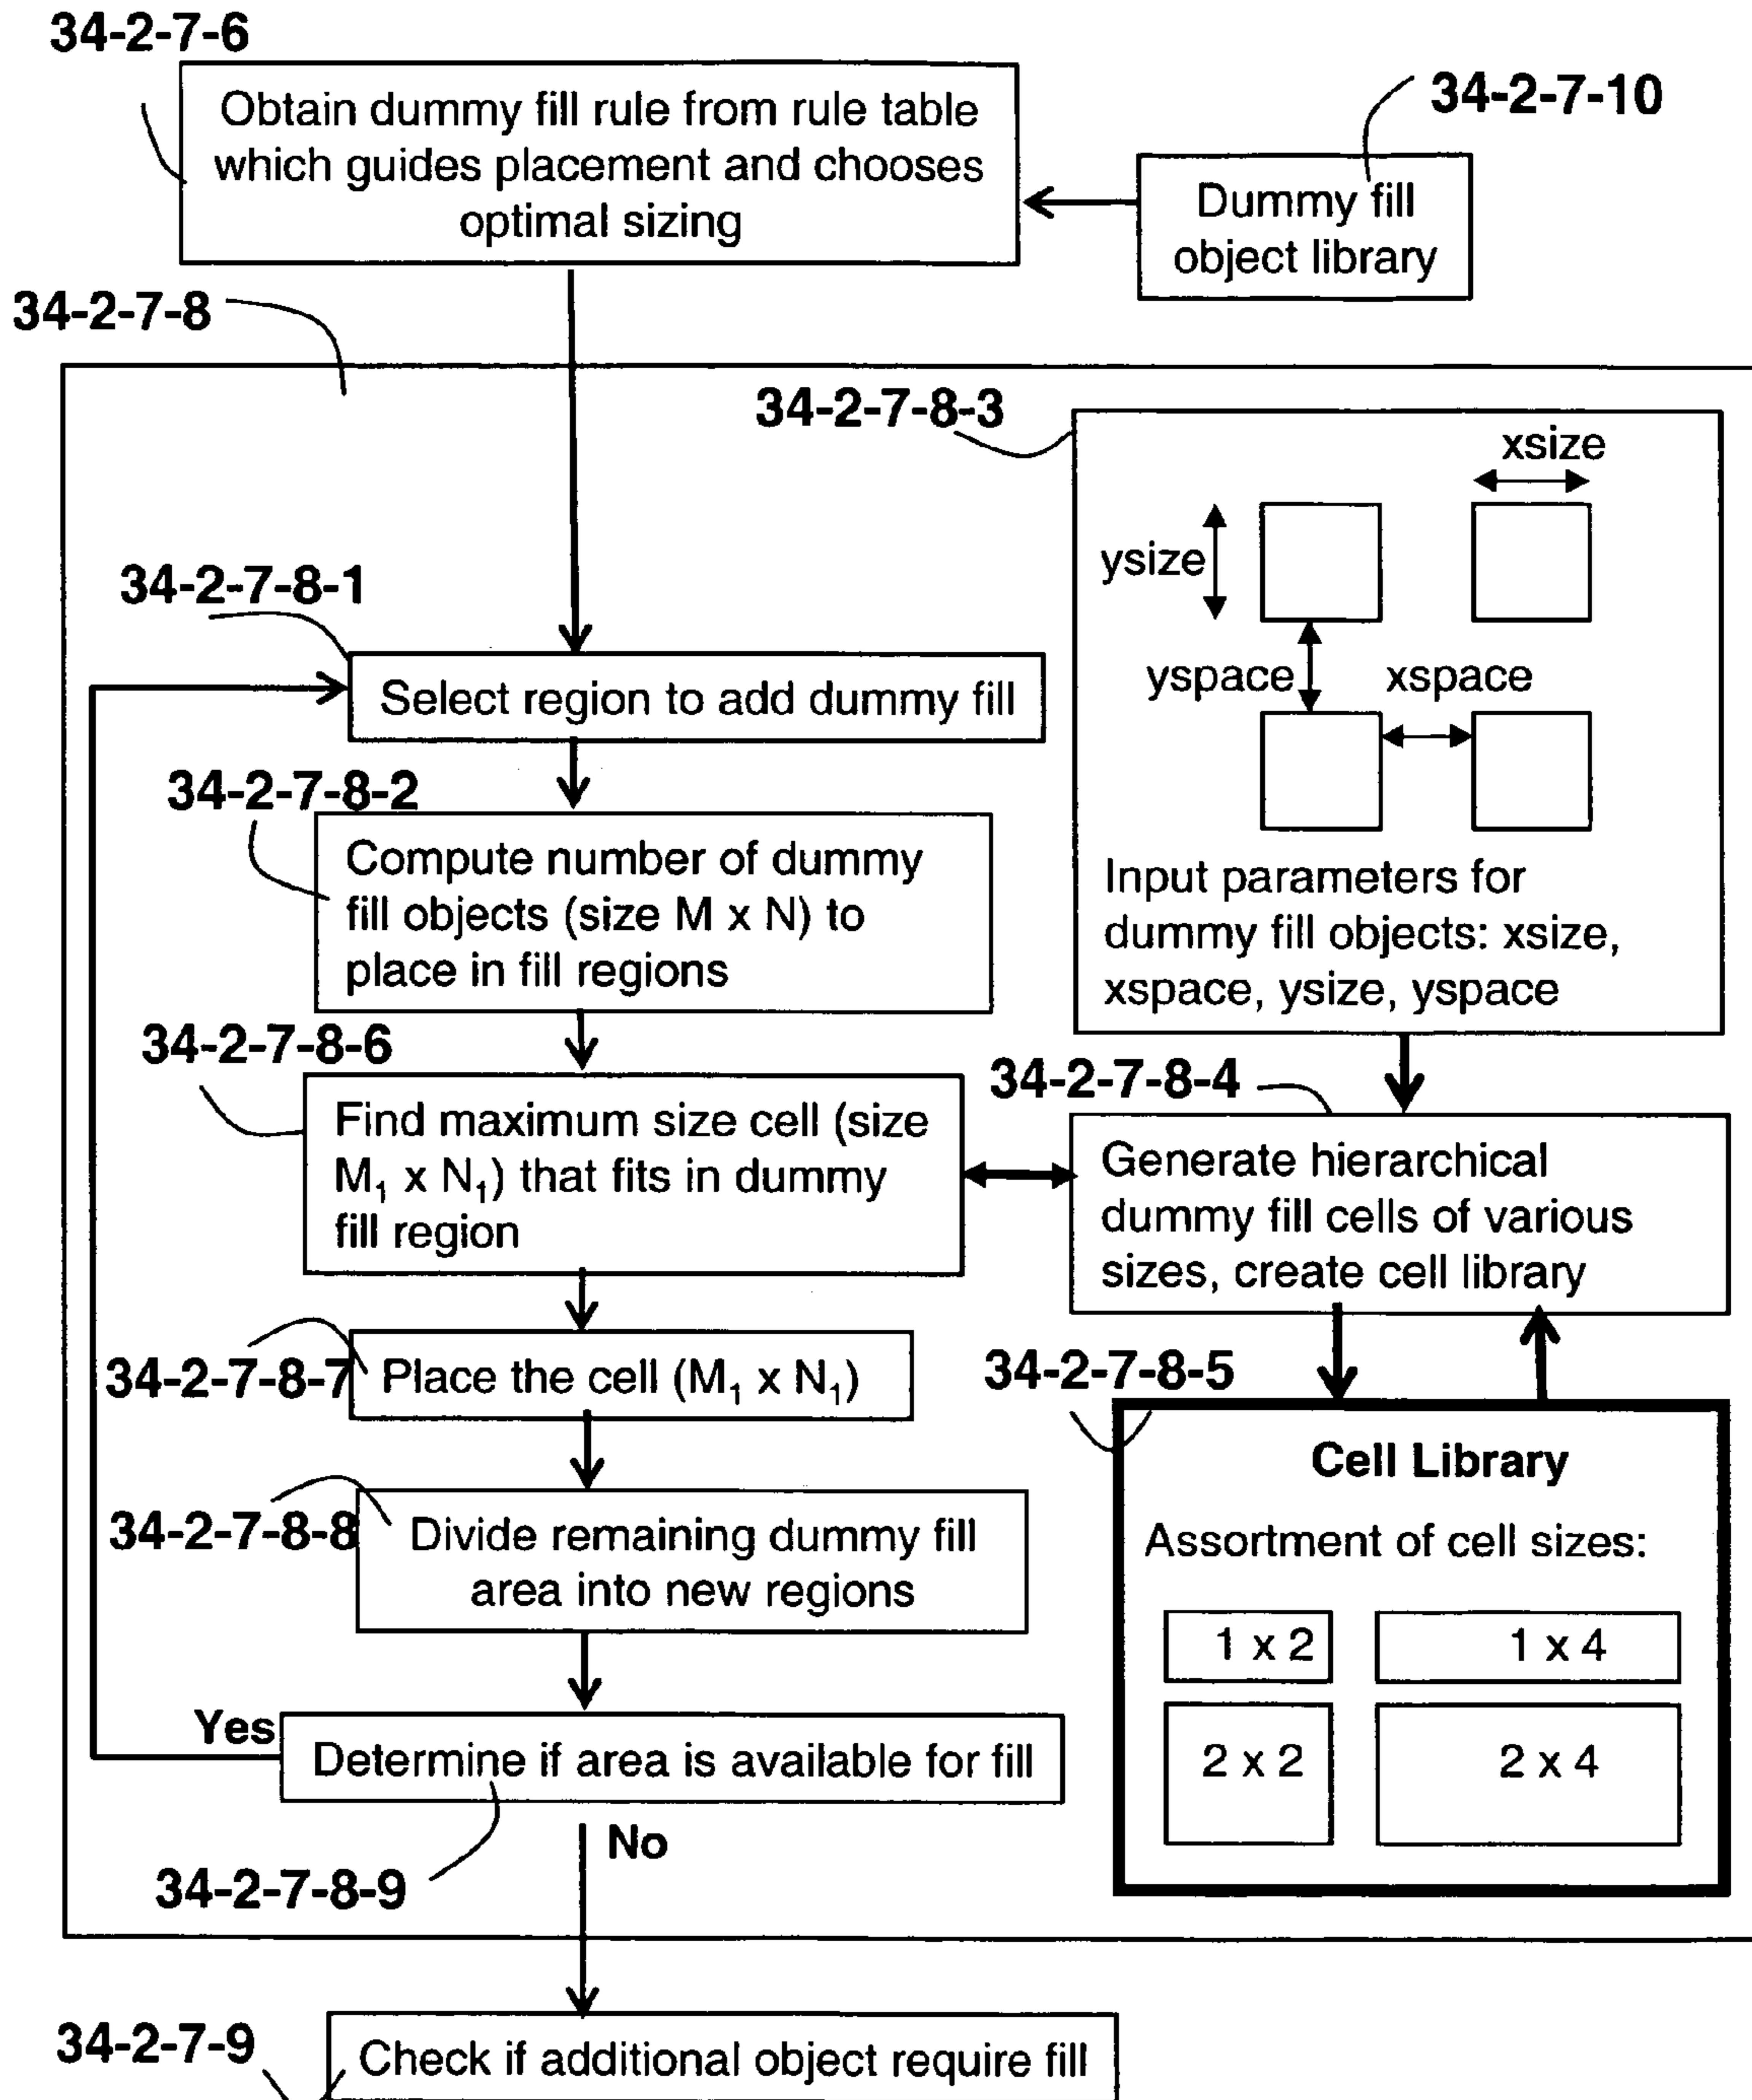 34-2-7-6
Obtain dummy fill rule from rule table
which guides placement and chooses
optimal sizing
34-2-7-10
Dummy fill
object library
34-2-7-8
34-2-7-8-3
xsize
ysize
yspace
xspace
Input parameters for
dummy fill objects: xsize,
xspace, ysize, yspace
34-2-7-8-1
Select region to add dummy fill
34-2-7-8-2
Compute number of dummy
fill objects (size M x N) to
place in fill regions
34-2-7-8-6
Find maximum size cell (size
M₁ x N₁) that fits in dummy
fill region
34-2-7-8-4
Generate hierarchical
dummy fill cells of various
sizes, create cell library
34-2-7-8-7
Place the cell (M₁ x N₁)
34-2-7-8-5
Cell Library
Assortment of cell sizes:
1 x 2
1 x 4
2 x 2
2 x 4
34-2-7-8-8
Divide remaining dummy fill
area into new regions
Yes
Determine if area is available for fill
No
34-2-7-8-9
34-2-7-9
Check if additional object require fill